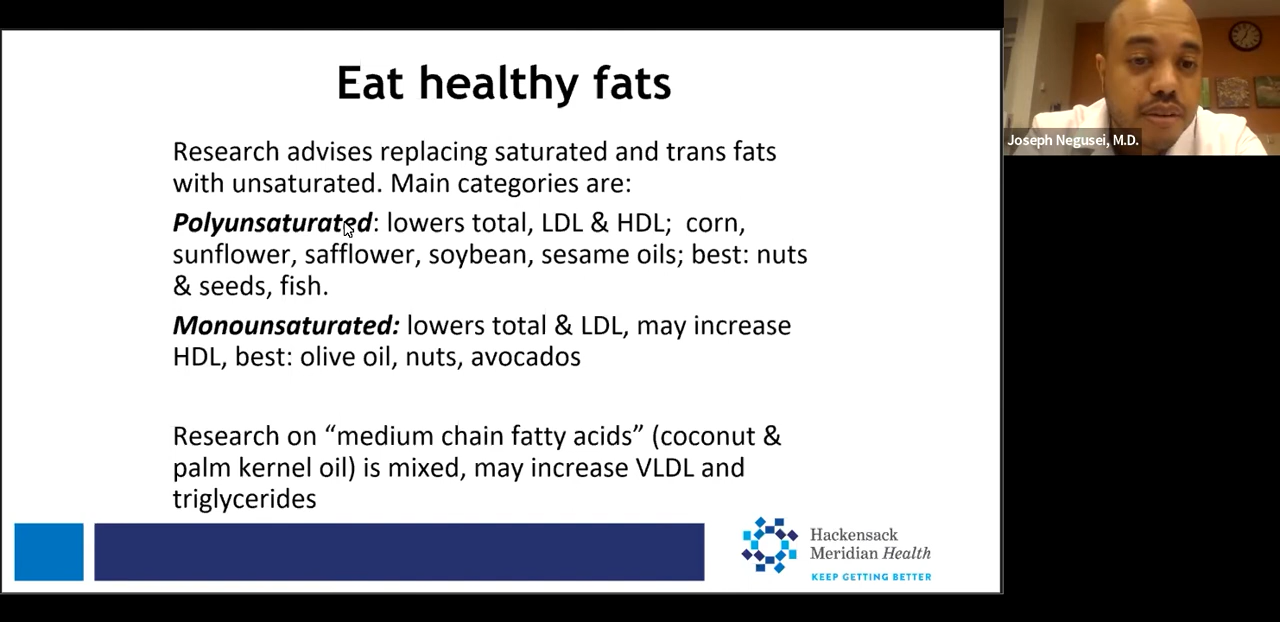 Eat healthy fats
Research advises replacing saturated and trans fats
with unsaturated. Main categories are:
Polyunsaturated: lowers total, LDL & HDL;  corn,
sunflower, safflower, soybean, sesame oils; best: nuts
& seeds, fish.
Monounsaturated: lowers total & LDL, may increase
HDL, best: olive oil, nuts, avocados
Research on “medium chain fatty acids” (coconut &
palm kernel oil) is mixed, may increase VLDL and
triglycerides
Hackensack
Meridian Health
KEEP GETTING BETTER
Joseph Negusei, M.D.